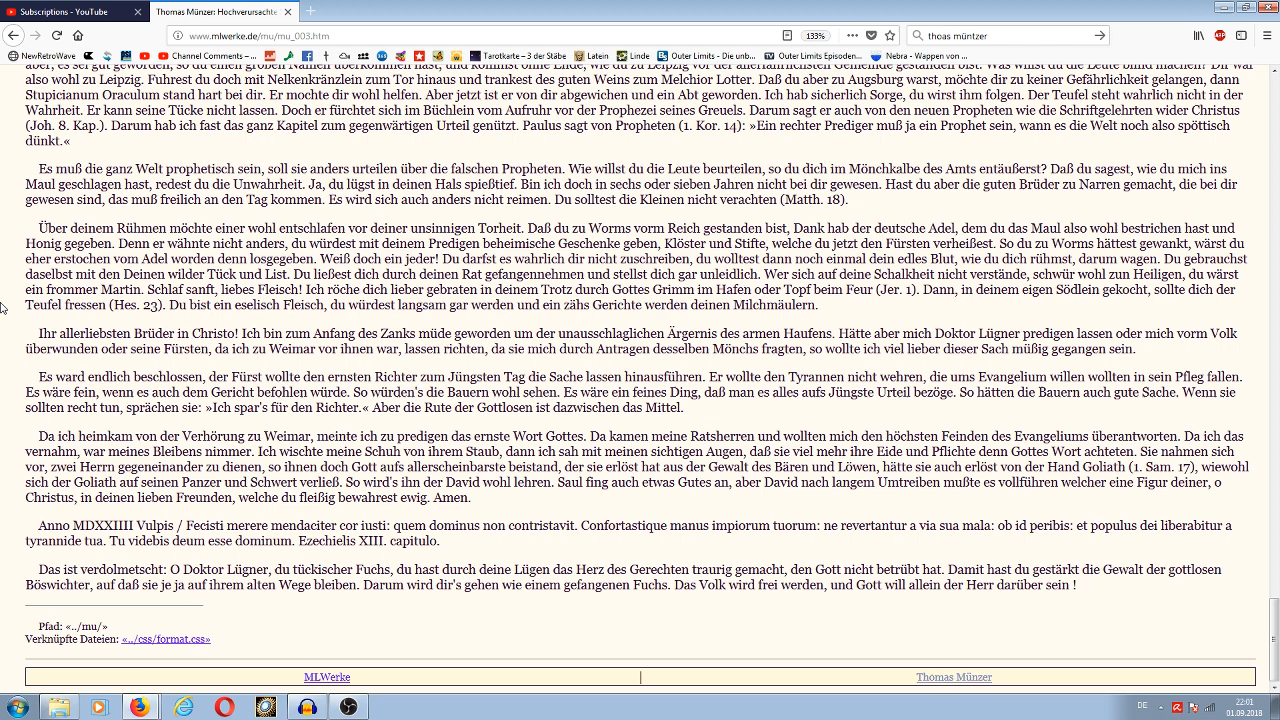 Subscriptions - YouTube
Thomas Münzer: Hochverursachte
www.mlwerke.de/mu/mu_003.htm
133%
thoas münzter
NewRetroWave
Channel Comments -...
Tarotkarte – 3 der Stäbe
Latein
Linde
Outer Limits - Die unb...
Outer Limits Episoden...
Nebra - Wappen von ...
also wohl zu Leipzig. Fuhrest du doch mit Nelkenkränzlein zum Tor hinaus und trankest des guten Weins zum Melchior Lotter. Daß du aber zu Augsburg warst, möchte dir zu keiner Gefährlichkeit gelangen, dann
Stupicianum Oraculum stand hart bei dir. Er mochte dir wohl helfen. Aber jetzt ist er von dir abgewichen und ein Abt geworden. Ich hab sicherlich Sorge, du wirst ihm folgen. Der Teufel steht wahrlich nicht in der
Wahrheit. Er kann seine Tücke nicht lassen. Doch er fürchtet sich im Büchlein vom Aufruhr vor der Prophezei seines Greuels. Darum sagt er auch von den neuen Propheten wie die Schriftgelehrten wider Christus
(Joh. 8. Kap.). Darum hab ich fast das ganz Kapitel zum gegenwärtigen Urteil genützt. Paulus sagt von Propheten (1. Kor. 14): »Ein rechter Prediger muß ja ein Prophet sein, wann es die Welt noch also spöttisch
dünkt.«
Es muß die ganz Welt prophetisch sein, soll sie anders urteilen über die falschen Propheten. Wie willst du die Leute beurteilen, so du dich im Mönchkalbe des Amts entäußerst? Daß du sagest, wie du mich ins
Maul geschlagen hast, redest du die Unwahrheit. Ja, du lügst in deinen Hals spießtief. Bin ich doch in sechs oder sieben Jahren nicht bei dir gewesen. Hast du aber die guten Brüder zu Narren gemacht, die bei dir
gewesen sind, das muß freilich an den Tag kommen. Es wird sich auch anders nicht reimen. Du solltest die Kleinen nicht verachten (Matth. 18).
Über deinem Rühmen möchte einer wohl entschlafen vor deiner unsinnigen Torheit. Daß du zu Worms vorm Reich gestanden bist, Dank hab der deutsche Adel, dem du das Maul also wohl bestrichen hast und
Honig gegeben. Denn er wähnte nicht anders, du würdest mit deinem Predigen beheimische Geschenke geben, Klöster und Stifte, welche du jetzt den Fürsten verheißest. So du zu Worms hättest gewankt, wärst du
eher erstochen vom Adel worden denn losgegeben. Weiß doch ein jeder! Du darfst es wahrlich dir nicht zuschreiben, du wolltest dann noch einmal dein edles Blut, wie du dich rühmst, darum wagen. Du gebrauchst
daselbst mit den Deinen wilder Tück und List. Du ließest dich durch deinen Rat gefangennehmen und stellst dich gar unleidlich. Wer sich auf deine Schalkheit nicht verstände, schwür wohl zun Heiligen, du wärst
ein frommer Martin. Schlaf sanft, liebes Fleisch! Ich röche dich lieber gebraten in deinem Trotz durch Gottes Grimm im Hafen oder Topf beim Feur (Jer. 1). Dann, in deinem eigen Södlein gekocht, sollte dich der
Teufel fressen (Hes. 23). Du bist ein eselisch Fleisch, du würdest langsam gar werden und ein zähs Gerichte werden deinen Milchmäulern.
Ihr allerliebsten Brüder in Christo! Ich bin zum Anfang des Zanks müde geworden um der unausschlaglichen Ärgernis des armen Haufens. Hätte aber mich Doktor Lügner predigen lassen oder mich vorm Volk
überwunden oder seine Fürsten, da ich zu Weimar vor ihnen war, lassen richten, da sie mich durch Antragen desselben Mönchs fragten, so wollte ich viel lieber dieser Sach müßig gegangen sein.
Es ward endlich beschlossen, der Fürst wollte den ernsten Richter zum Jüngsten Tag die Sache lassen hinausführen. Er wollte den Tyrannen nicht wehren, die ums Evangelium willen wollten in sein Pfleg fallen.
Es wäre fein, wenn es auch dem Gericht befohlen würde. So würden's die Bauern wohl sehen. Es wäre ein feines Ding, daß man es alles aufs Jüngste Urteil bezöge. So hätten die Bauern auch gute Sache. Wenn sie
sollten recht tun, sprächen sie: »Ich spar's für den Richter.« Aber die Rute der Gottlosen ist dazwischen das Mittel.
Da ich heimkam von der Verhörung zu Weimar, meinte ich zu predigen das ernste Wort Gottes. Da kamen meine Ratsherren und wollten mich den höchsten Feinden des Evangeliums überantworten. Da ich das
vernahm, war meines Bleibens nimmer. Ich wischte meine Schuh von ihrem Staub, dann ich sah mit meinen sichtigen Augen, daß sie viel mehr ihre Eide und Pflichte denn Gottes Wort achteten. Sie nahmen sich
vor, zwei Herrn gegeneinander zu dienen, so ihnen doch Gott aufs allerscheinbarste beistand, der sie erlöst hat aus der Gewalt des Bären und Löwen, hätte sie auch erlöst von der Hand Goliath (1. Sam. 17), wiewohl
sich der Goliath auf seinen Panzer und Schwert verließ. So wird's ihn der David wohl lehren. Saul fing auch etwas Gutes an, aber David nach langem Umtreiben mußte es vollführen welcher eine Figur deiner, o
Christus, in deinen lieben Freunden, welche du fleißig bewahrest ewig. Amen.
Anno MDXXIIII Vulpis / Fecisti merere mendaciter cor iusti: quem dominus non contristavit. Confortastique manus impiorum tuorum: ne revertantur a via sua mala: ob id peribis: et populus dei liberabitur a
tyrannide tua. Tu videbis deum esse dominum. Ezechielis XIII. capitulo.
Das ist verdolmetscht: O Doktor Lügner, du tückischer Fuchs, du hast durch deine Lügen das Herz des Gerechten traurig gemacht, den Gott nicht betrübt hat. Damit hast du gestärkt die Gewalt der gottlosen
Böswichter, auf daß sie je ja auf ihrem alten Wege bleiben. Darum wird dir's gehen wie einem gefangenen Fuchs. Das Volk wird frei werden, und Gott will allein der Herr darüber sein !
Pfad: «../mu/»
Verknüpfte Dateien: «../css/format.css»
MLWerke
Thomas Münzer
DE
22:01
01.09.2018